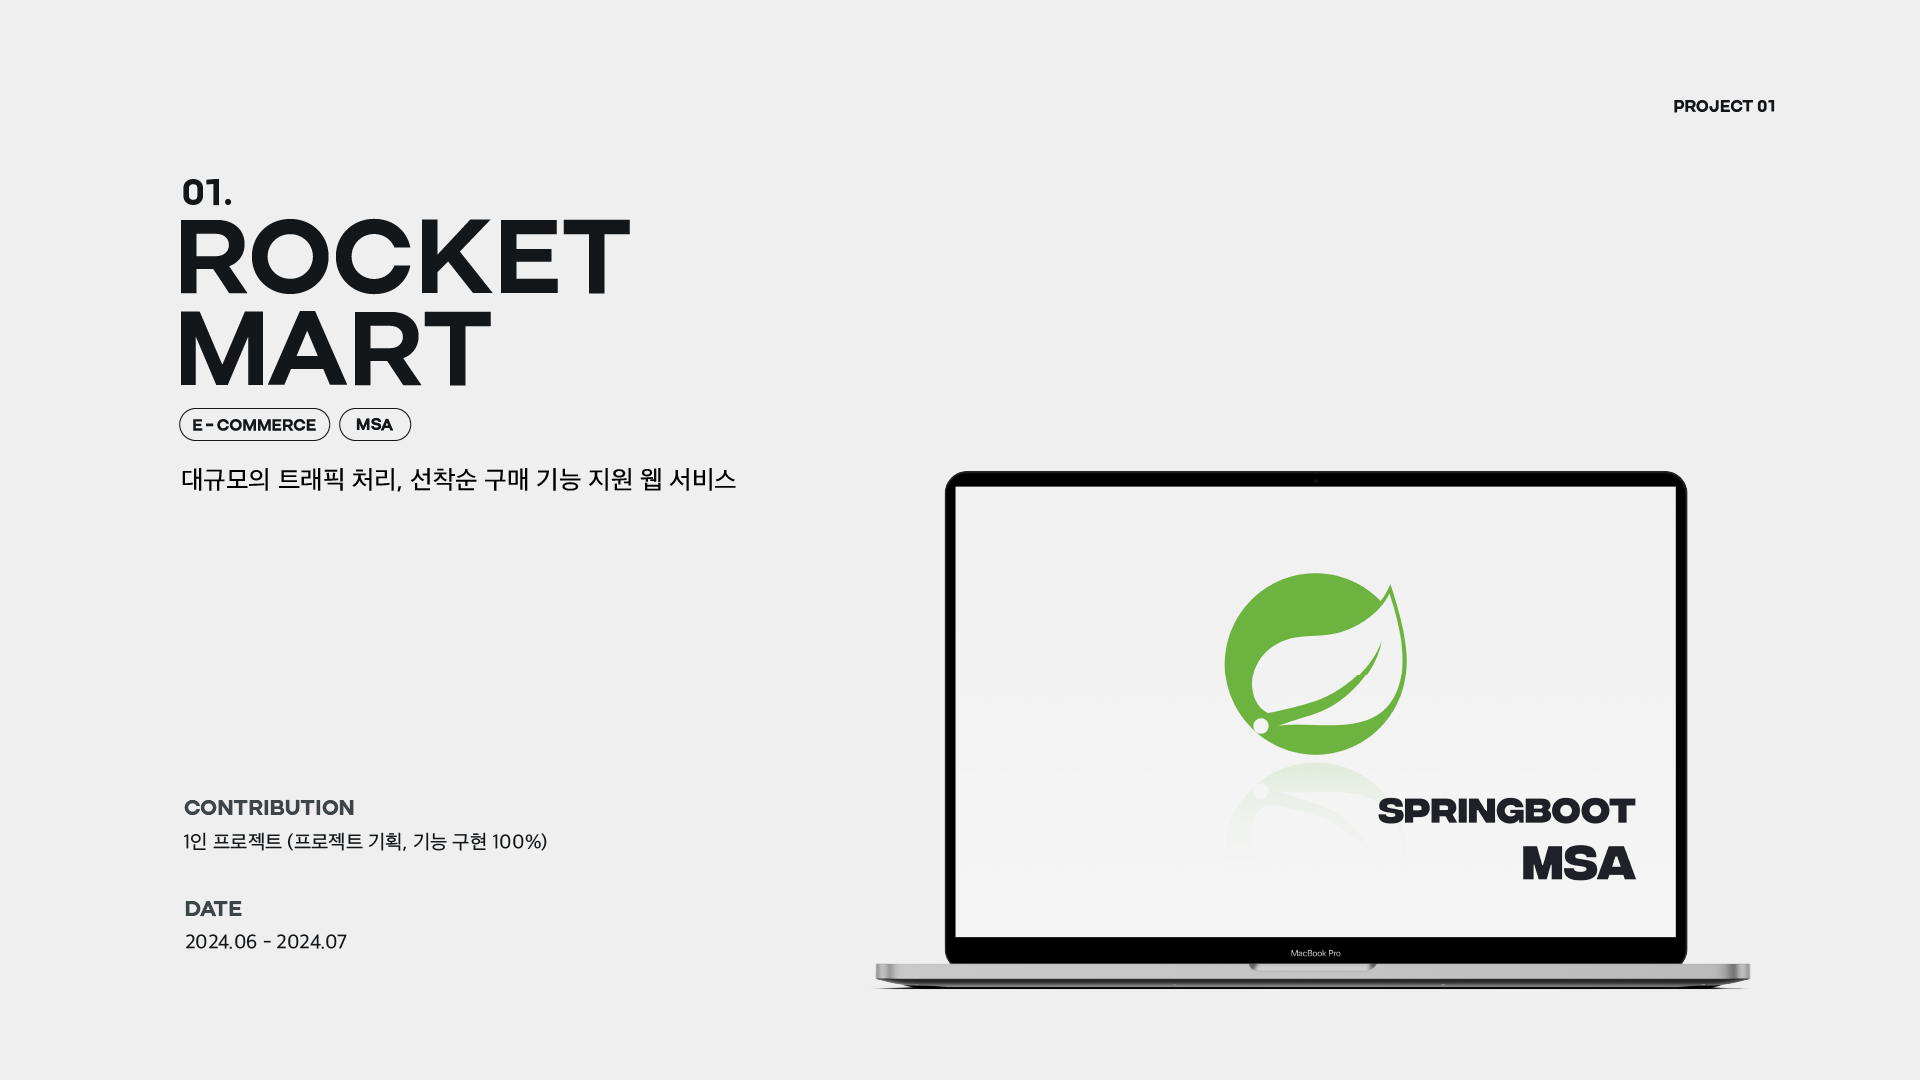 PROJECT 01
01.
ROCKET
MART
E - COMMERCE
MSA
대규모의 트래픽 처리, 선착순 구매 기능 지원 웹 서비스
CONTRIBUTION
1인 프로젝트 (프로젝트 기획, 기능 구현 100%)
DATE
2024.06 - 2024.07
SPRINGBOOT
MSA
MacBook Pro